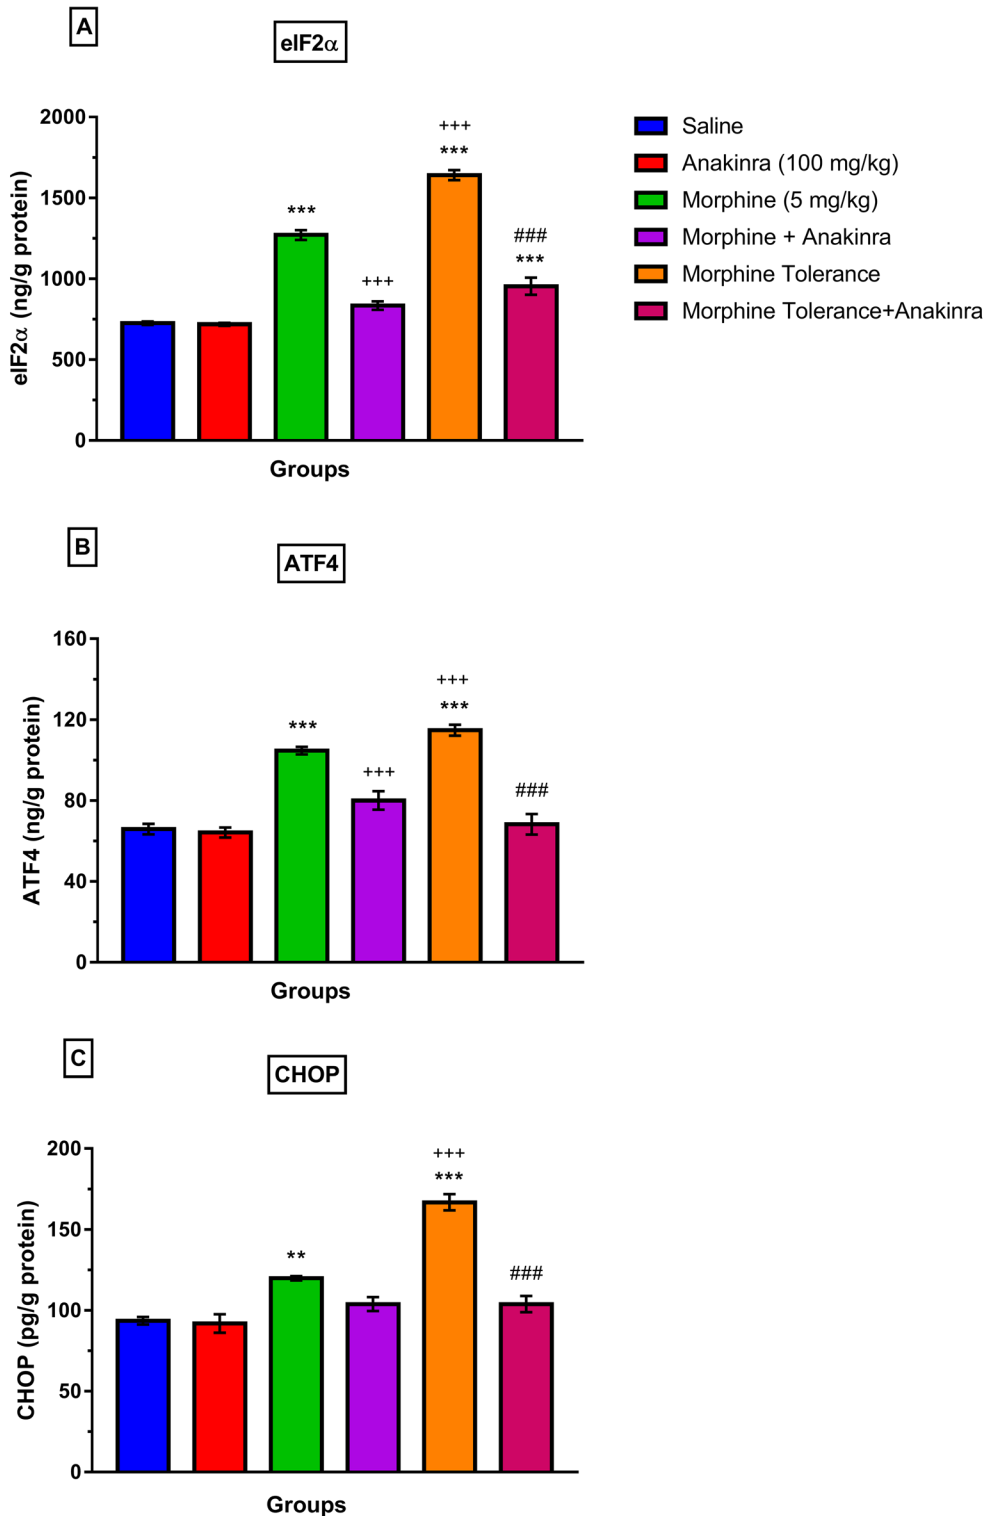 A
eIF2α
eIF2α (ng/g protein)
2000
1500
1000
500
0
***
+++
+++
***
###
***
Groups
Saline
Anakinra (100 mg/kg)
Morphine (5 mg/kg)
Morphine + Anakinra
Morphine Tolerance
Morphine Tolerance+Anakinra
B
ATF4
ATF4 (ng/g protein)
160
120
80
40
0
***
+++
+++
***
###
Groups
C
CHOP
CHOP (pg/g protein)
200
150
100
50
0
**
+++
***
###
Groups